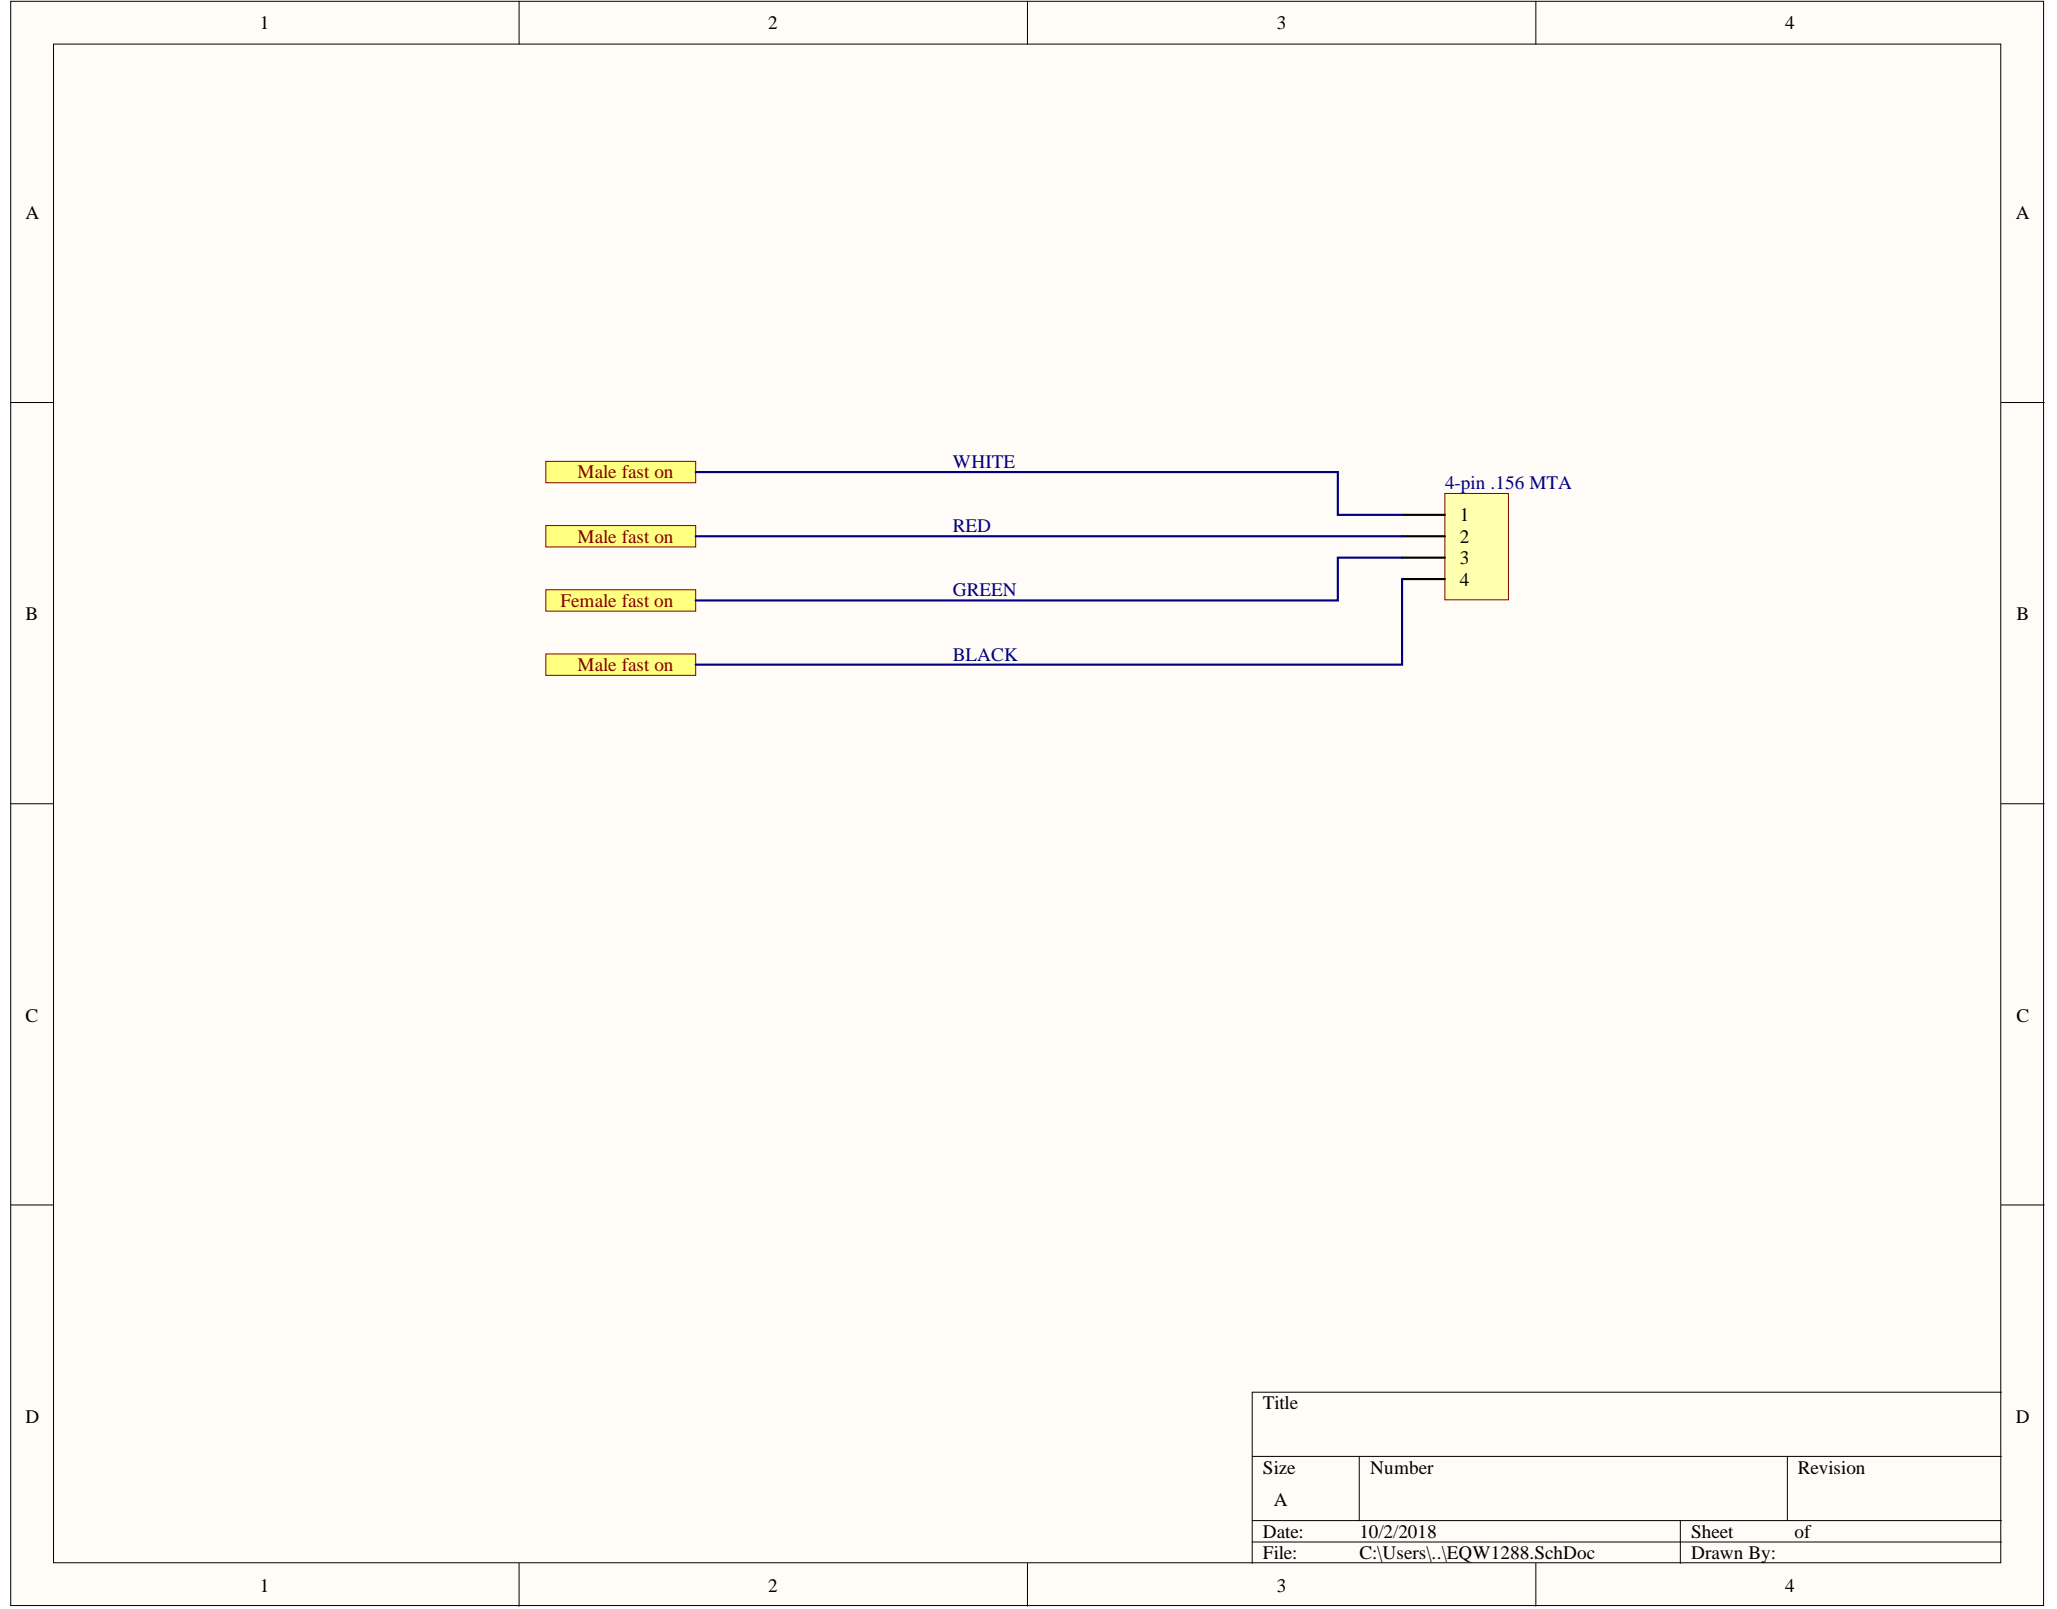 1 2 3 4
A A
WHITE
Male fast on
4-pin .156 MTA
1
RED
Male fast on
2
3
4
GREEN
Female fast on
B B
BLACK
Male fast on
C C
Title
D D
Size Number Revision
A
Date: 10/2/2018 Sheet of
File: C:\Users\..\EQW1288.SchDoc Drawn By:
1 2 3 4